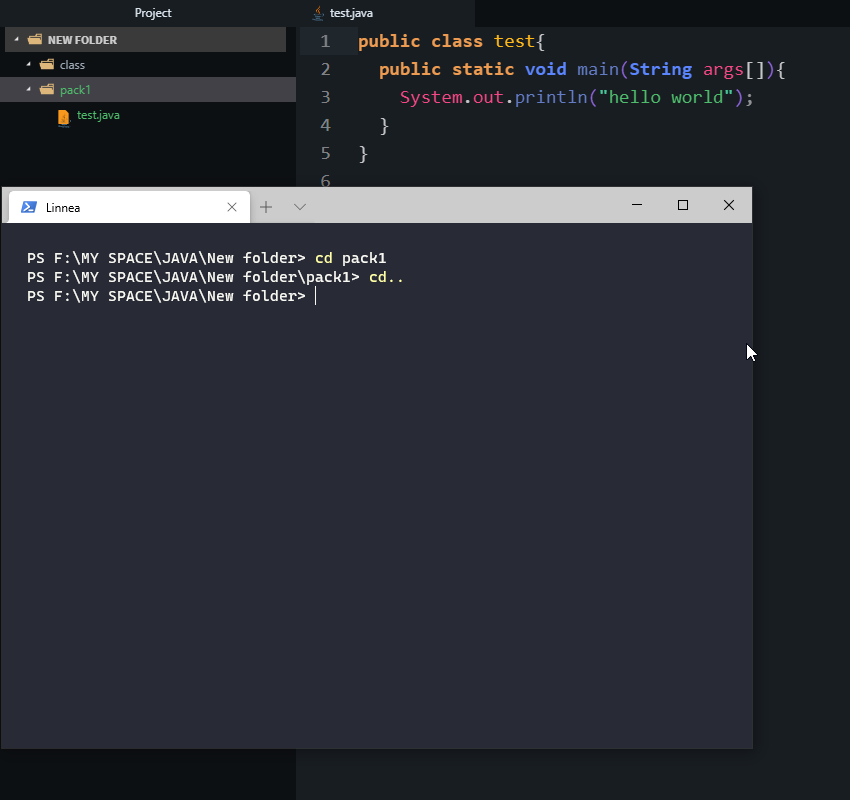 Project
test.java
NEW FOLDER
class
pack1
test.java
1 public class test{
2 public static void main(String args[]){
3 System.out.println("hello world");
4 }
5 }
6
Linnea
PS F:\MY SPACE\JAVA\New folder> cd pack1
PS F:\MY SPACE\JAVA\New folder\pack1> cd..
PS F:\MY SPACE\JAVA\New folder>